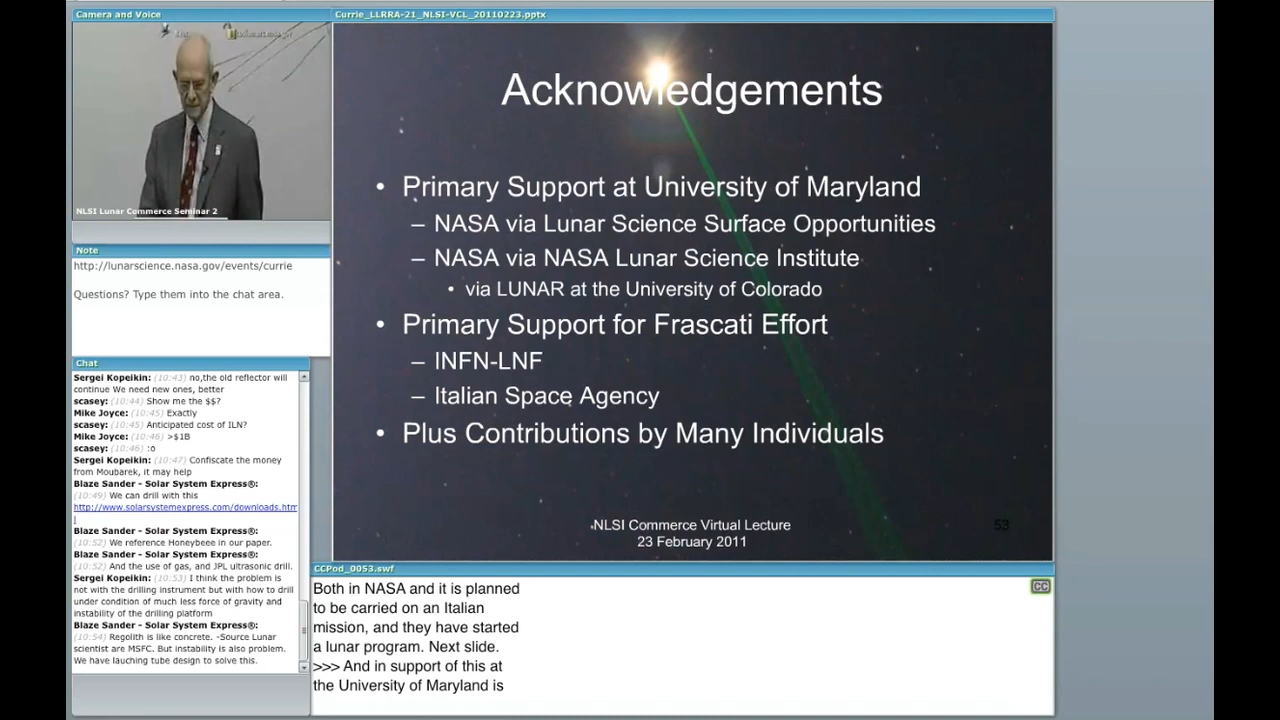 Camera and Voice
NLSI Lunar Commerce Seminar 2
Note
http://lunarscience.nasa.gov/events/currie
Questions? Type them into the chat area.
Chat
Sergei Kopeikin: (10:43) no,the old reflector will
continue We need new ones, better
scasey: (10:44) Show me the $$?
Mike Joyce: (10:45) Exactly
scasey: (10:45) Anticipated cost of ILN?
Mike Joyce: (10:46) >$1B
scasey: (10:46) :o
Sergei Kopeikin: (10:47) Confiscate the money
from Moubarek, it may help
Blaze Sander - Solar System Express®:
(10:49) We can drill with this
http://www.solarsystemexpress.com/downloads.htm
l
Blaze Sander - Solar System Express®:
(10:52) We reference Honeybeee in our paper.
Blaze Sander - Solar System Express®:
(10:52) And the use of gas, and JPL ultrasonic drill.
Sergei Kopeikin: (10:53) I think the problem is
not with the drilling instrument but with how to drill
under condition of much less force of gravity and
instability of the drilling platform
Blaze Sander - Solar System Express®:
(10:54) Regolith is like concrete. -Source Lunar
scientist are MSFC. But instability is also problem.
We have lauching tube design to solve this.
Currie_LLRRA-21_NLSI-VCL_20110223.pptx
Acknowledgements
• Primary Support at University of Maryland
– NASA via Lunar Science Surface Opportunities
– NASA via NASA Lunar Science Institute
• via LUNAR at the University of Colorado
• Primary Support for Frascati Effort
– INFN-LNF
– Italian Space Agency
• Plus Contributions by Many Individuals
NLSI Commerce Virtual Lecture
23 February 2011
53
CCPod_0053.swf
CC
Both in NASA and it is planned
to be carried on an Italian
mission, and they have started
a lunar program. Next slide.
>>> And in support of this at
the University of Maryland is